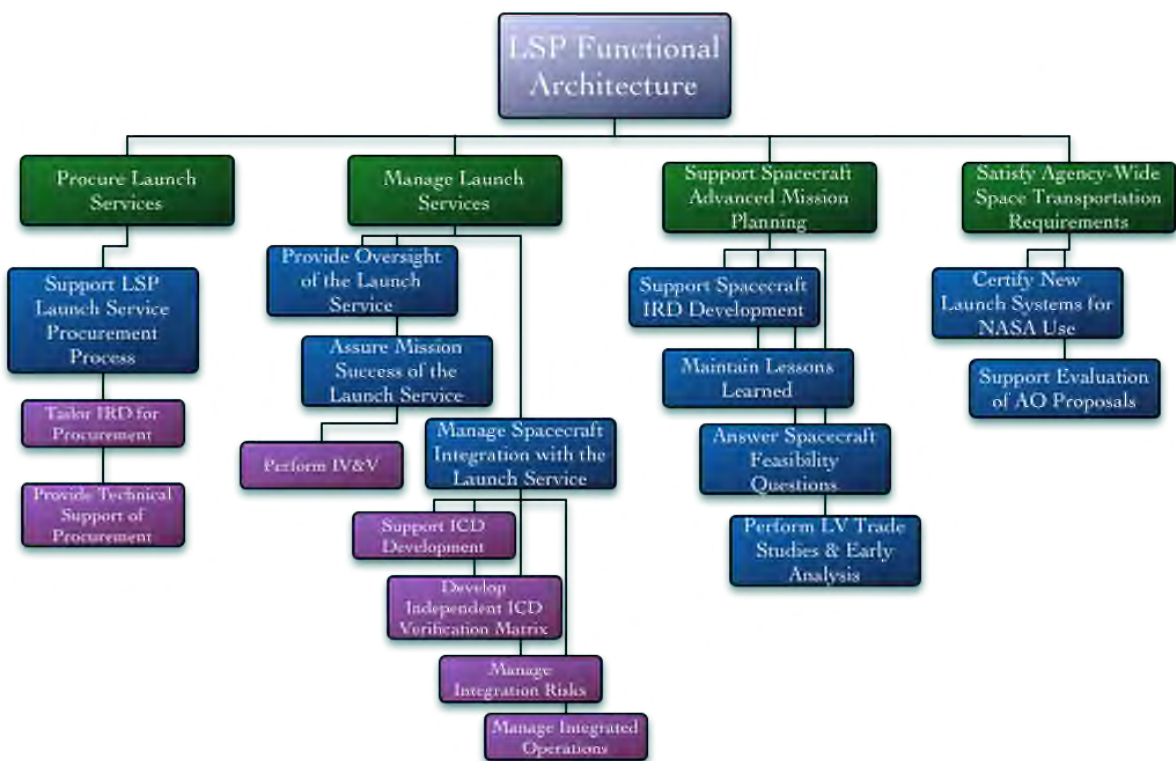 LSP Functional
Architecture
Procure Launch
Services
Manage Launch
Services
Support Spacecraft
Advanced Mission
Planning
Satisfy Agency-Wide
Space Transportation
Requirements
Support LSP
Launch Service
Procurement
Process
Tailor IRD for
Procurement
Provide Technical
Support of
Procurement
Provide Oversight
of the Launch
Service
Assure Mission
Success of the
Launch Service
Perform IV&V
Manage Spacecraft
Integration with the
Launch Service
Support ICD
Development
Develop
Independent ICD
Verification Matrix
Manage
Integration Risks
Manage Integrated
Operations
Support Spacecraft
IRD Development
Maintain Lessons
Learned
Answer Spacecraft
Feasibility
Questions
Perform LV Trade
Studies & Early
Analysis
Certify New
Launch Systems for
NASA Use
Support Evaluation
of AO Proposals